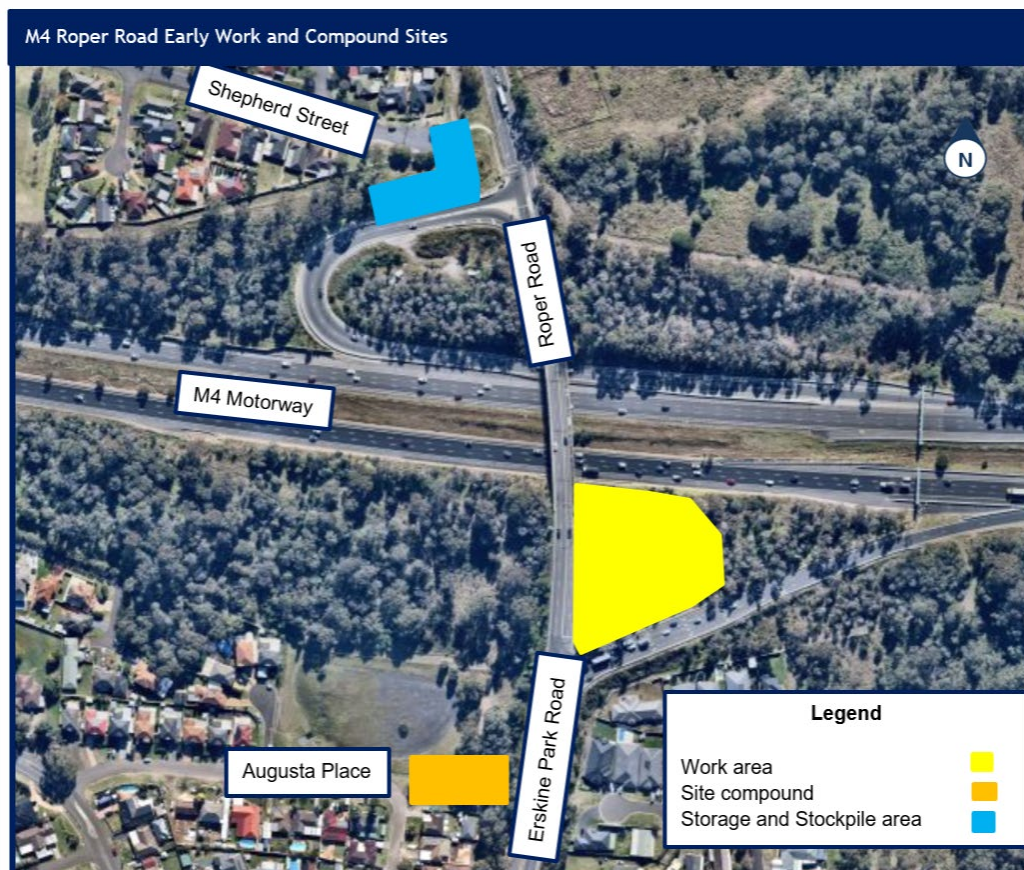 M4 Roper Road Early Work and Compound Sites
Shepherd Street
N
Roper Road
M4 Motorway
Erskine Park Road
Augusta Place
Legend
Work area
Site compound
Storage and Stockpile area